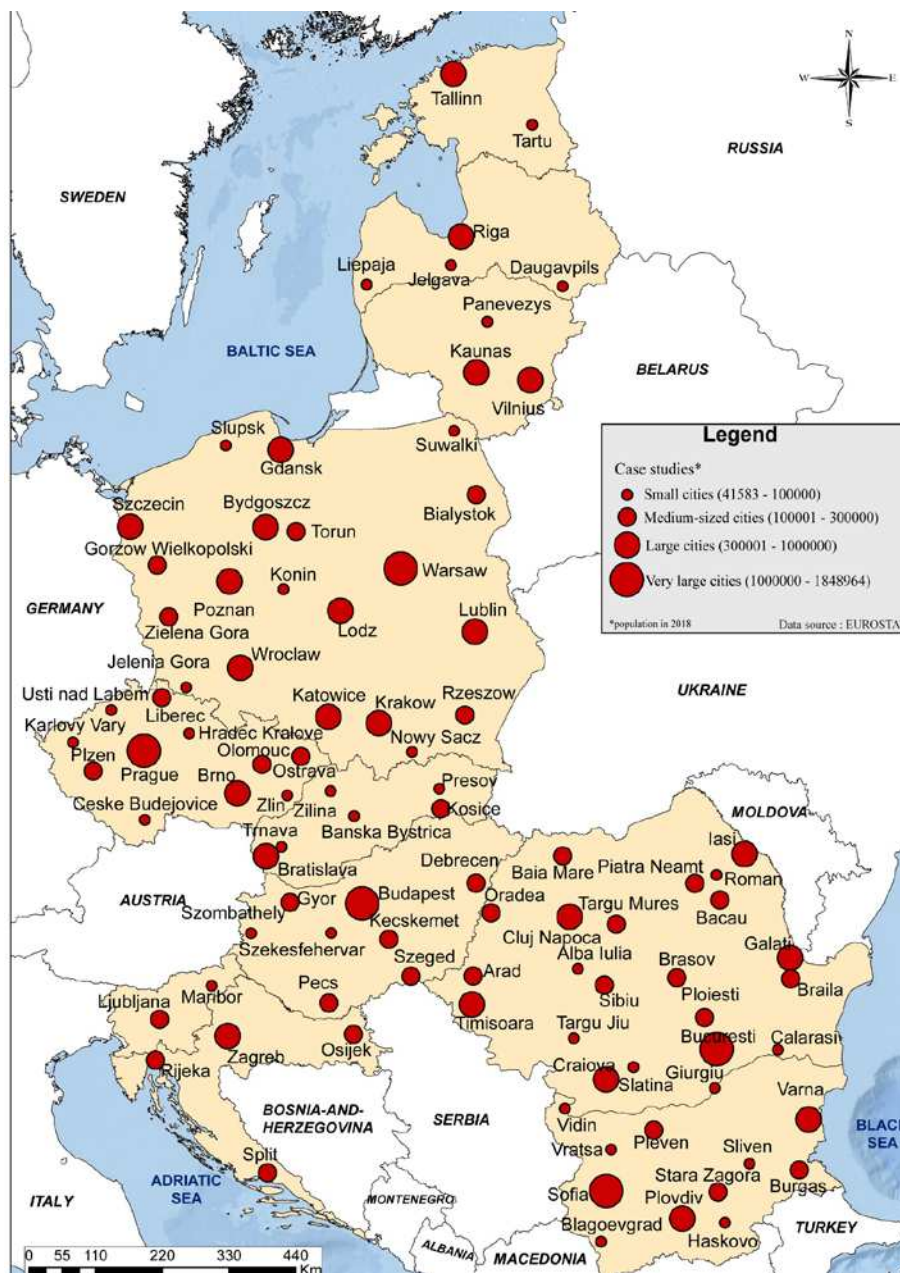 N
W E
S
Tallinn
Tartu
RUSSIA
SWEDEN
Riga
Liepaja
Jelgava
Daugavpils
Panevezys
BALTIC SEA
Kaunas
BELARUS
Vilnius
Slupsk
Suwalki
Gdansk
Legend
Case studies*
Small cities (41583 - 100000)
Medium-sized cities (100001 - 300000)
Large cities (300001 - 1000000)
Very large cities (1000000 - 1848964)
*population in 2018 Data source : EUROSTA
Szczecin
Bydgoszcz
Bialystok
Torun
Gorzow Wielkopolski
Konin
Warsaw
GERMANY
Poznan
Lublin
Zielena Gora
Lodz
Wroclaw
Jelenia Gora
UKRAINE
Usti nad Labem
Katowice
Krakow
Rzeszow
Liberec
Karlovy Vary
Hradec Kralove
Nowy Sacz
Plzen
Olomouc
Prague
Brno
Ostrava
Presov
Ceske Budejovice
Zlin
Zilina
Kosice
Banska Bystrica
MOLDOVA
Trnava
Iasi
Bratislava
Debrecen
Baia Mare
Piatra Neamt
Roman
AUSTRIA
Budapest
Oradea
Gyor
Targu Mures
Bacau
Szombathely
Kecskemet
Cluj Napoca
Szekesfehervar
Alba Iulia
Galati
Szeged
Brasov
Arad
Pecs
Maribor
Sibiu
Braila
Ljubljana
Ploiesti
Timisoara
Targu Jiu
Bucuresti
Calarasi
Zagreb
Osijek
Rijeka
Craiova
Giurgiu
Slatina
Varna
BOSNIA-AND-
HERZEGOVINA
SERBIA
Vidin
Pleven
BLACK
SEA
Vratsa
Sliven
Split
Stara Zagora
Burgas
ADRIATIC
SEA
Sofia
Plovdiv
ITALY
MONTENEGRO
Blagoevgrad
Haskovo
TURKEY
ALBANIA
MACEDONIA
0 55 110 220 330 440
Km